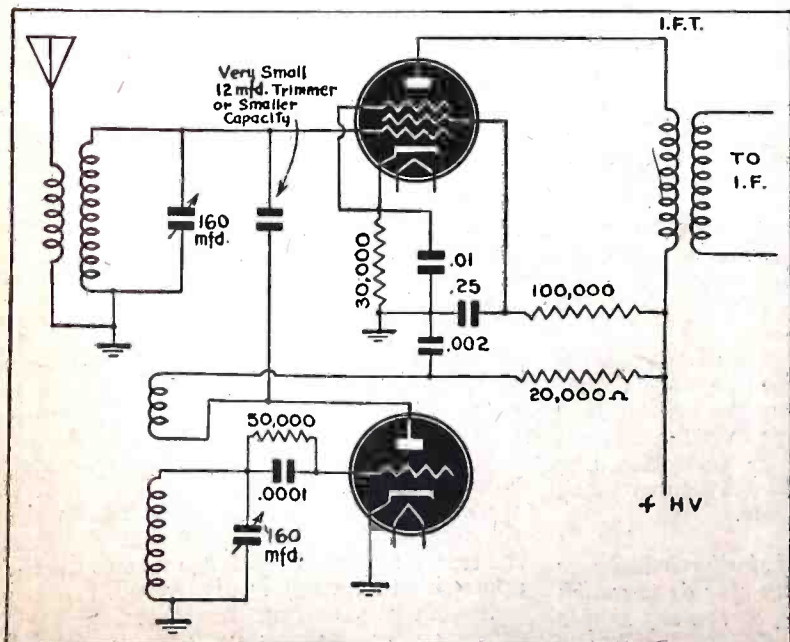 I.F.T.
Very Small
12 mfd. Trimmer
or Smaller
Capacity
TO
I.F.
160
mfd.
30,000
.01
.25
100,000
.002
20,000 Ω
50,000
.0001
160
mfd.
+ HV